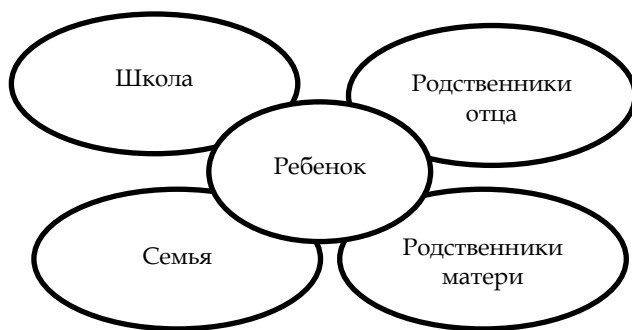 Школа
Родственники
отца
Ребенок
Семья
Родственники
матери